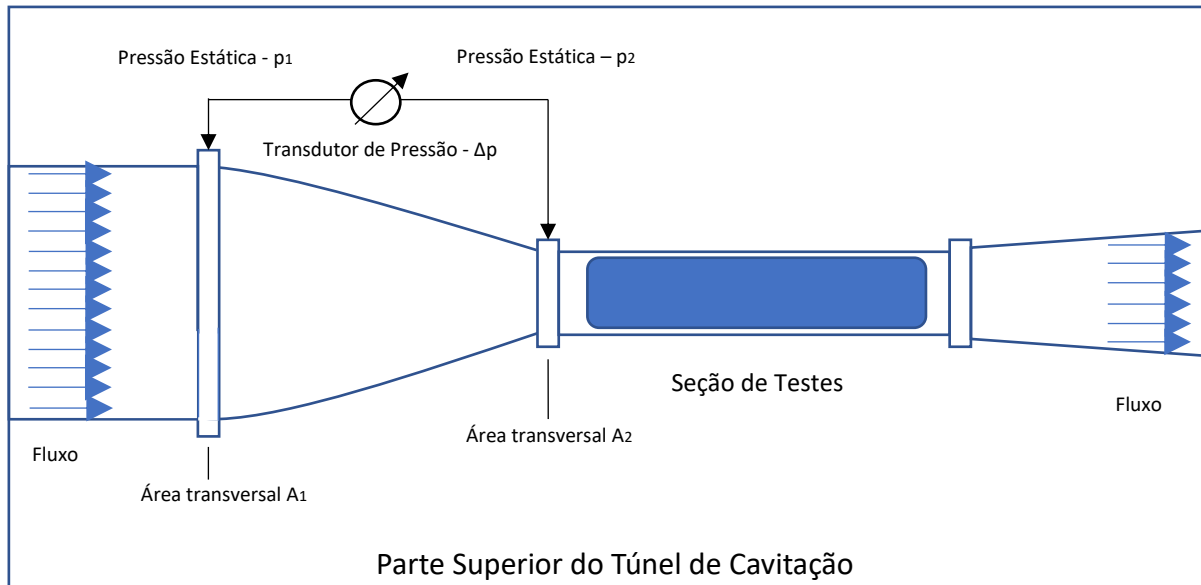 Pressão Estática - p1
Pressão Estática – p2
Transdutor de Pressão - Δp
Seção de Testes
Fluxo
Área transversal A2
Fluxo
Área transversal A1
Parte Superior do Túnel de Cavitação